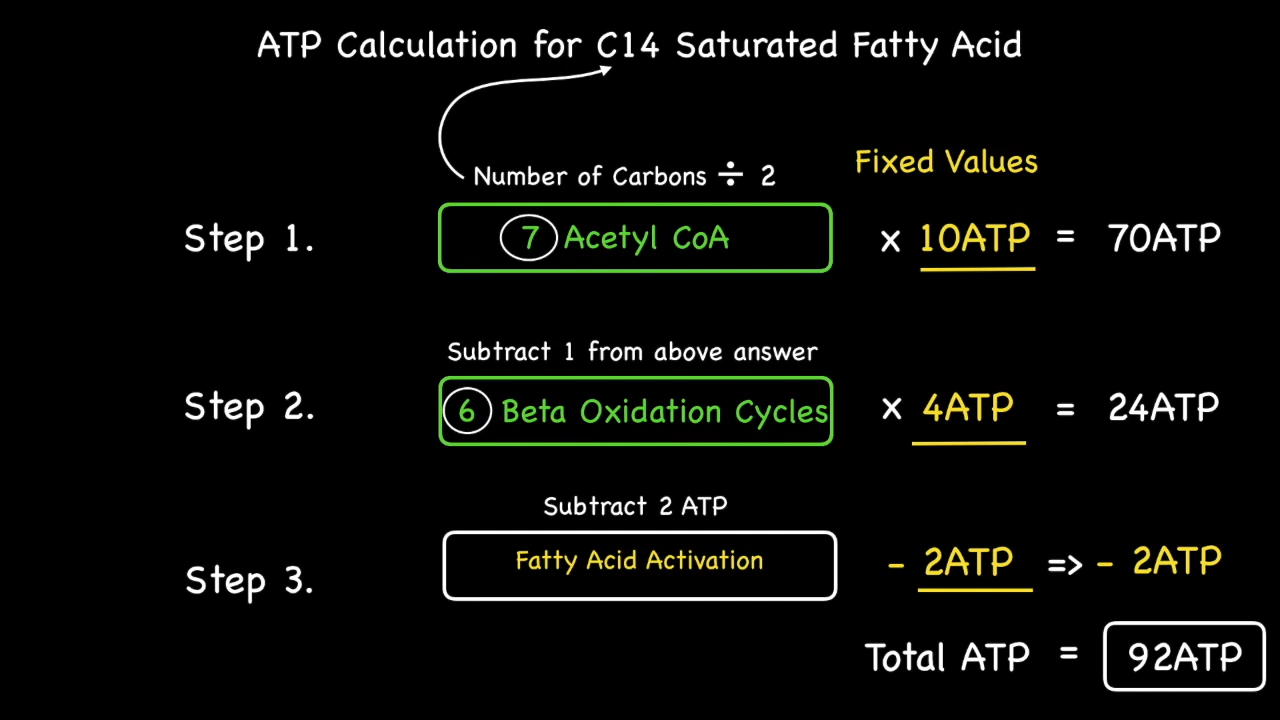 ATP Calculation for C14 Saturated Fatty Acid
Number of Carbons ÷ 2
Fixed Values
Step 1.
7 Acetyl CoA
x 10ATP = 70ATP
Subtract 1 from above answer
Step 2.
6 Beta Oxidation Cycles
x 4ATP = 24ATP
Subtract 2 ATP
Step 3.
Fatty Acid Activation
- 2ATP => - 2ATP
Total ATP = 92ATP